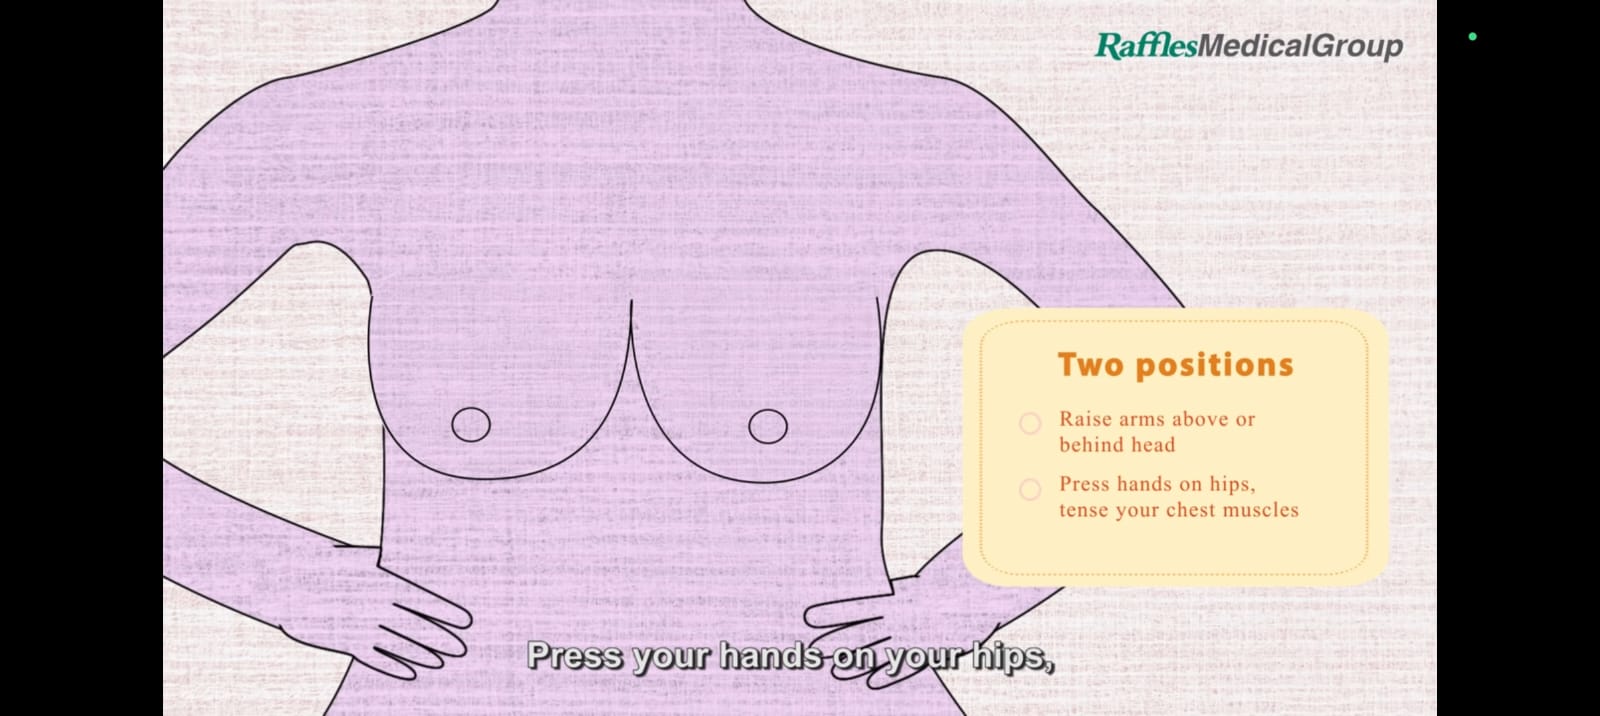 RafflesMedicalGroup
Two positions
Raise arms above or
behind head
Press hands on hips,
tense your chest muscles
Press your hands on your hips,